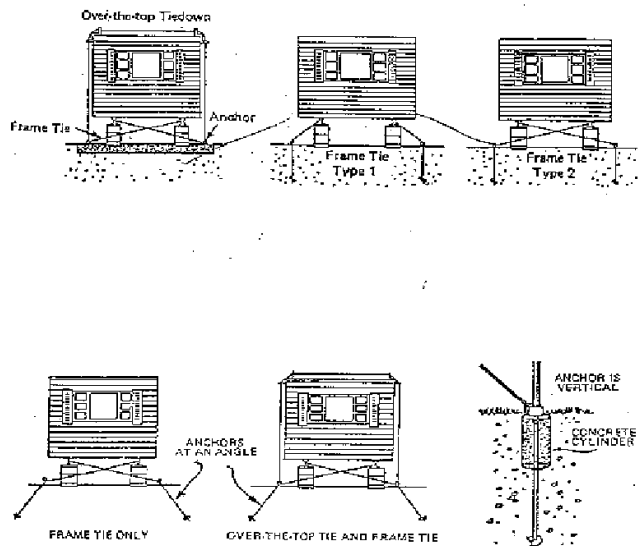 Over-the-top Tiedown
Frame Tie
Anchor
Frame Tie
Type 1
Frame Tie
Type 2
ANCHORS
AT AN ANGLE
ANCHOR IS
VERTICAL
CONCRETE
CYLINDER
FRAME TIE ONLY
OVER-THE-TOP TIE AND FRAME TIE